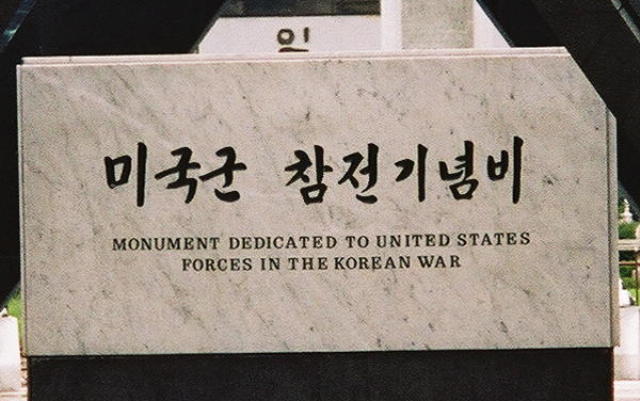 미국군 참전기념비
MONUMENT DEDICATED TO UNITED STATES
FORCES IN THE KOREAN WAR